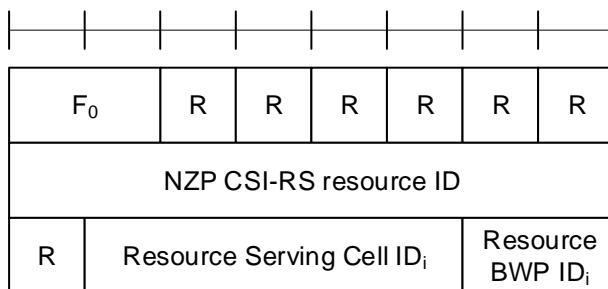 F₀ R R R R R R
NZP CSI-RS resource ID
R Resource Serving Cell IDᵢ Resource
BWP IDᵢ